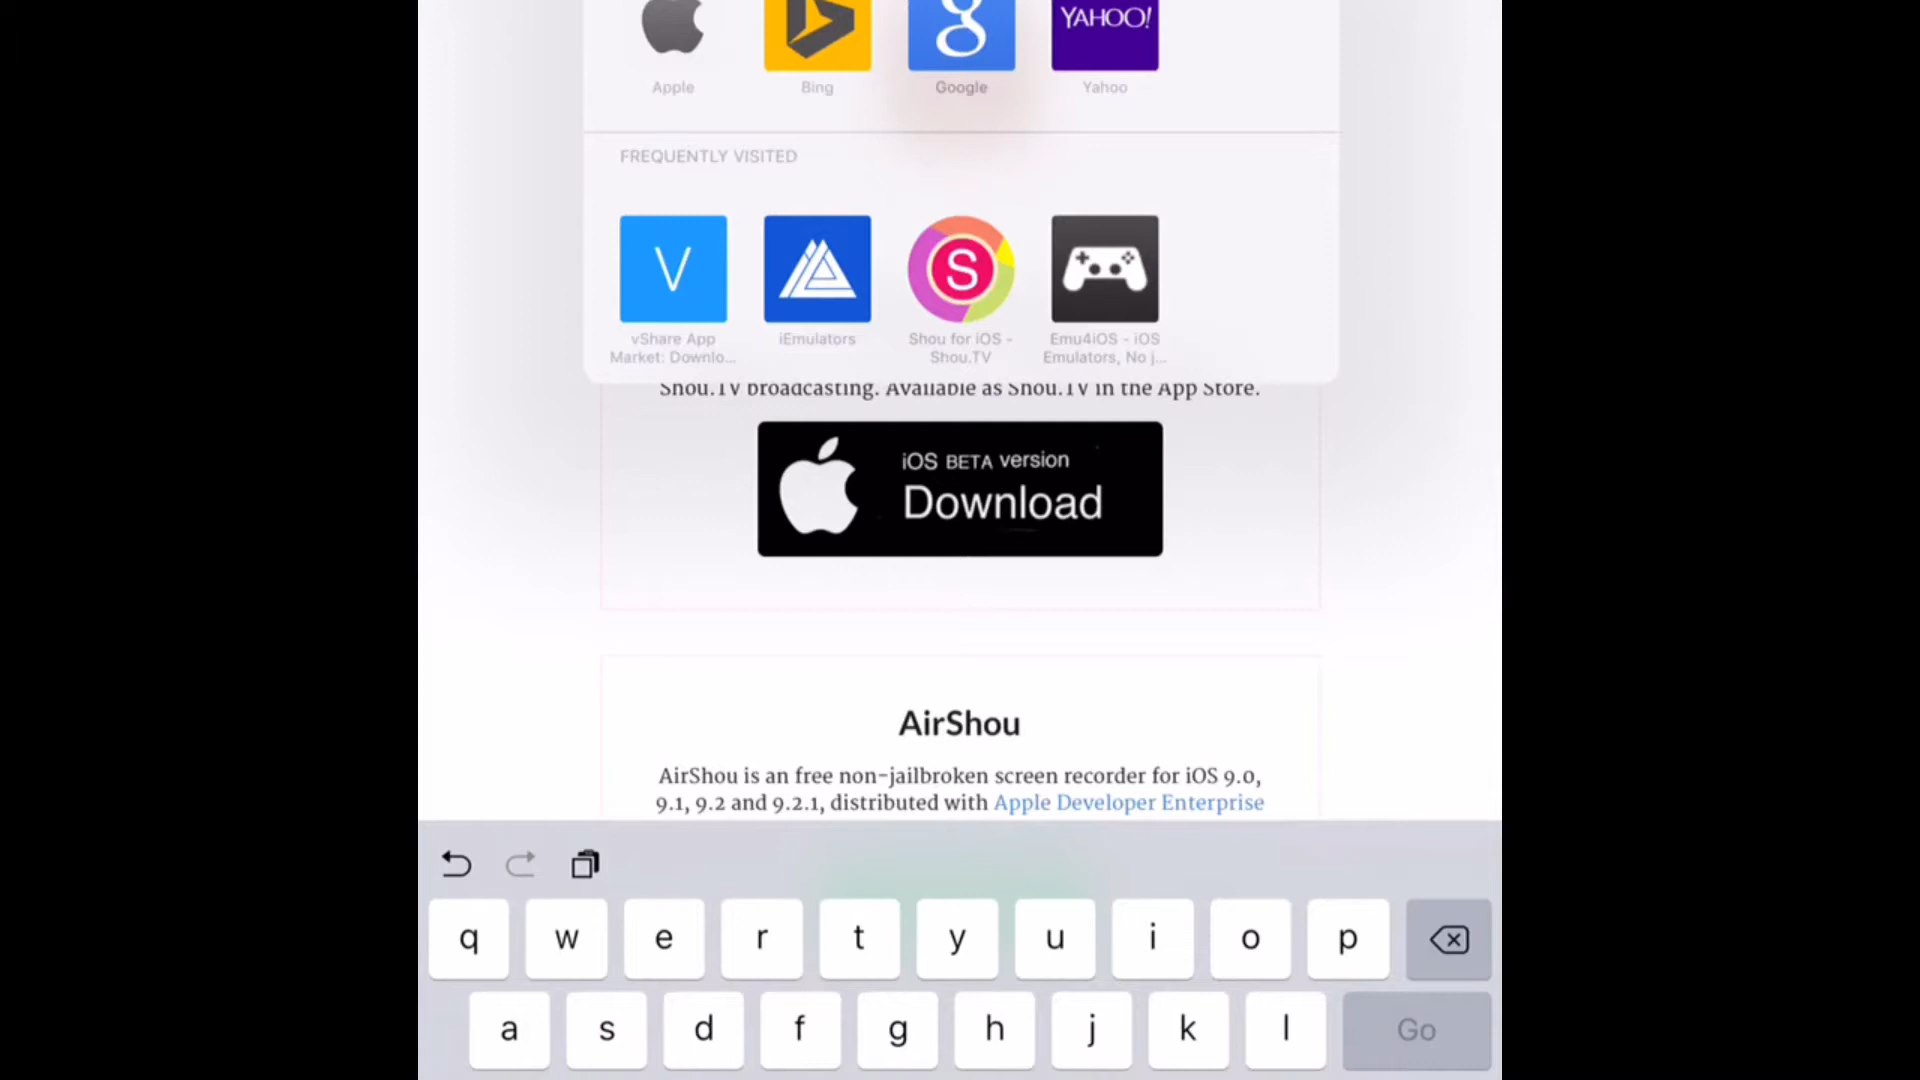 YAHOO!
Apple Bing Google Yahoo
FREQUENTLY VISITED
V S
vShare App iEmulators Shou for iOS - Emu4iOS - iOS
Market: Downlo... Shou.TV Emulators, No j...
Shou.TV broadcasting. Available as Shou.TV in the App Store.
iOS BETA version
Download
AirShou
AirShou is an free non-jailbroken screen recorder for iOS 9.0,
9.1, 9.2 and 9.2.1, distributed with Apple Developer Enterprise
q w e r t y u i o p
a s d f g h j k l Go